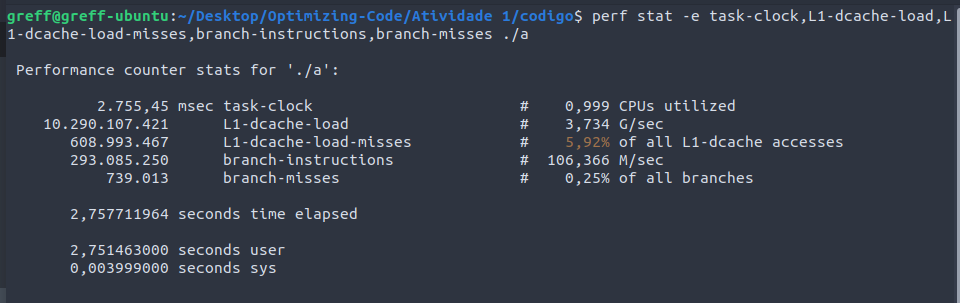 greff@greff-ubuntu:~/Desktop/Optimizing-Code/Atividade 1/codigo$ perf stat -e task-clock,L1-dcache-load,L
1-dcache-load-misses,branch-instructions,branch-misses ./a
Performance counter stats for './a':
2.755,45 msec task-clock # 0,999 CPUs utilized
10.290.107.421 L1-dcache-load # 3,734 G/sec
608.993.467 L1-dcache-load-misses # 5,92% of all L1-dcache accesses
293.085.250 branch-instructions # 106,366 M/sec
739.013 branch-misses # 0,25% of all branches
2,757711964 seconds time elapsed
2,751463000 seconds user
0,003999000 seconds sys